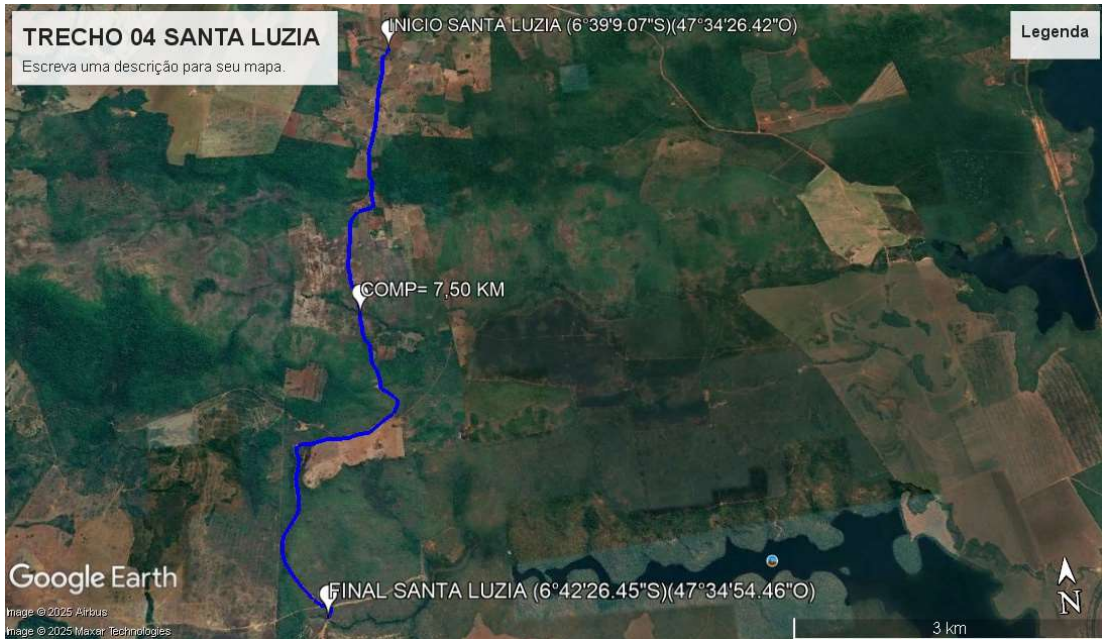 TRECHO 04 SANTA LUZIA
Escreva uma descrição para seu mapa.
INICIO SANTA LUZIA (6°39'9.07"S)(47°34'26.42"O)
Legenda
COMP= 7,50 KM
FINAL SANTA LUZIA (6°42'26.45"S)(47°34'54.46"O)
Google Earth
Image © 2025 Airbus
Image © 2025 Maxar Technologies
N
3 km